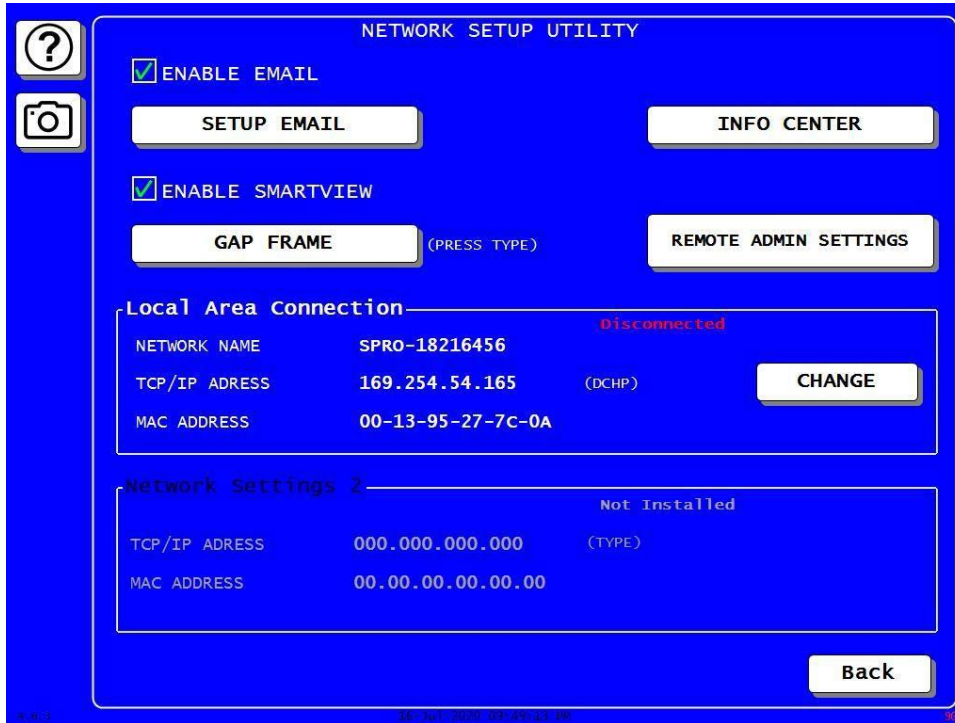 NETWORK SETUP UTILITY
?
ENABLE EMAIL
SETUP EMAIL
INFO CENTER
ENABLE SMARTVIEW
GAP FRAME
(PRESS TYPE)
REMOTE ADMIN SETTINGS
Local Area Connection
Disconnected
NETWORK NAME SPRO-18216456
TCP/IP ADRESS 169.254.54.165 (DCHP)
CHANGE
MAC ADDRESS 00-13-95-27-7C-0A
Network Settings 2
Not Installed
TCP/IP ADRESS 000.000.000.000 (TYPE)
MAC ADDRESS 00.00.00.00.00.00
Back
16 Jul 2020